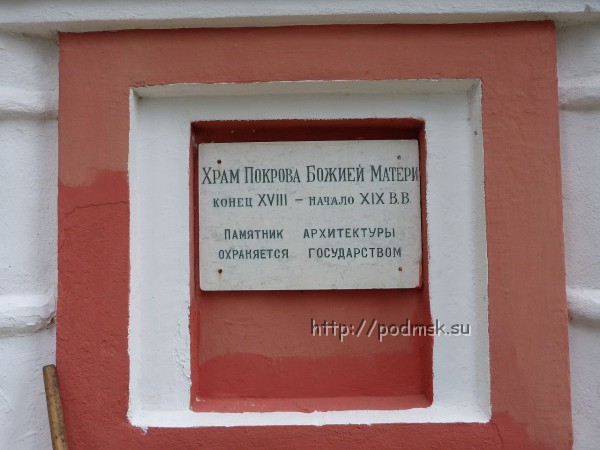 Храм Покрова Божией Матери
конец XVIII – начало XIX В.В.
Памятник архитектуры
охраняется государством
http://podmsk.su